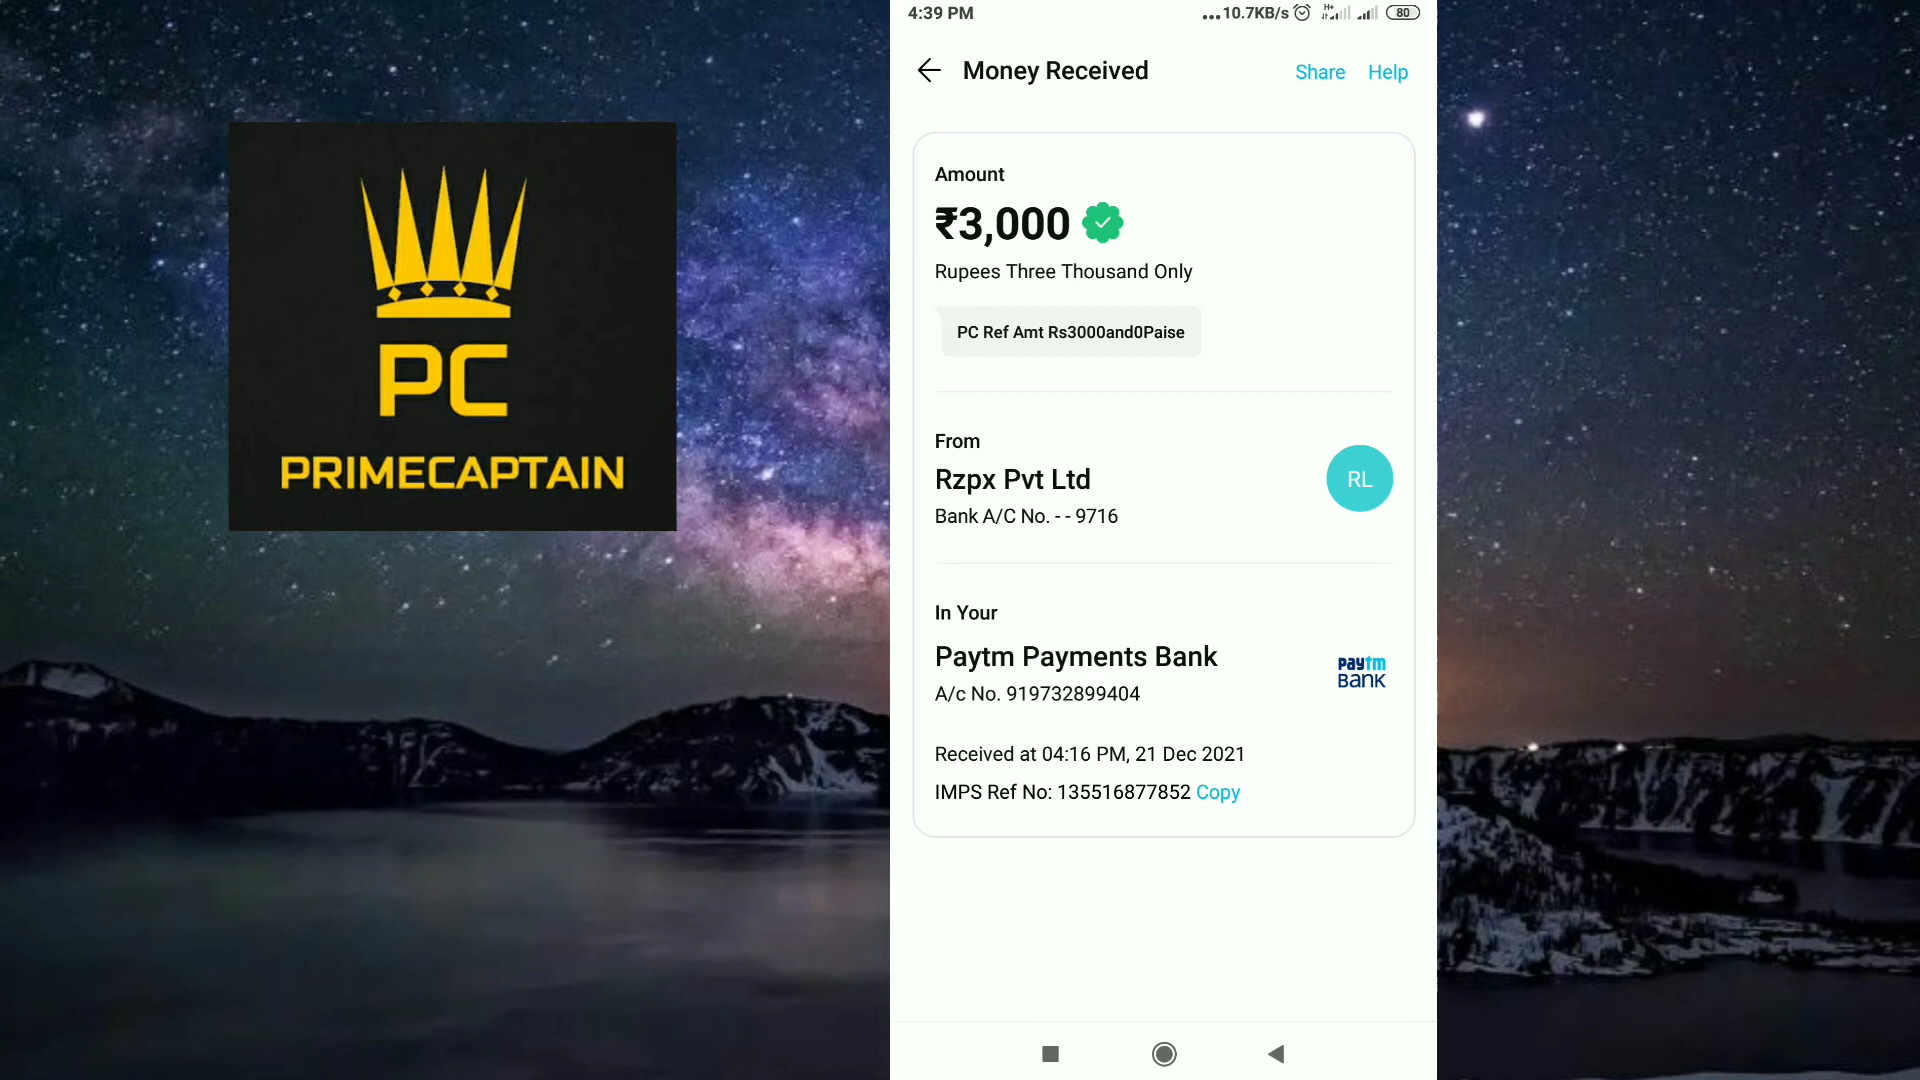 PC
PRIMECAPTAIN
4:39 PM
...10.7KB/s
H+
80
Money Received
Share Help
Amount
₹3,000
Rupees Three Thousand Only
PC Ref Amt Rs3000and0Paise
From
Rzpx Pvt Ltd
RL
Bank A/C No. - - 9716
In Your
Paytm Payments Bank
paytm
BANK
A/c No. 919732899404
Received at 04:16 PM, 21 Dec 2021
IMPS Ref No: 135516877852 Copy